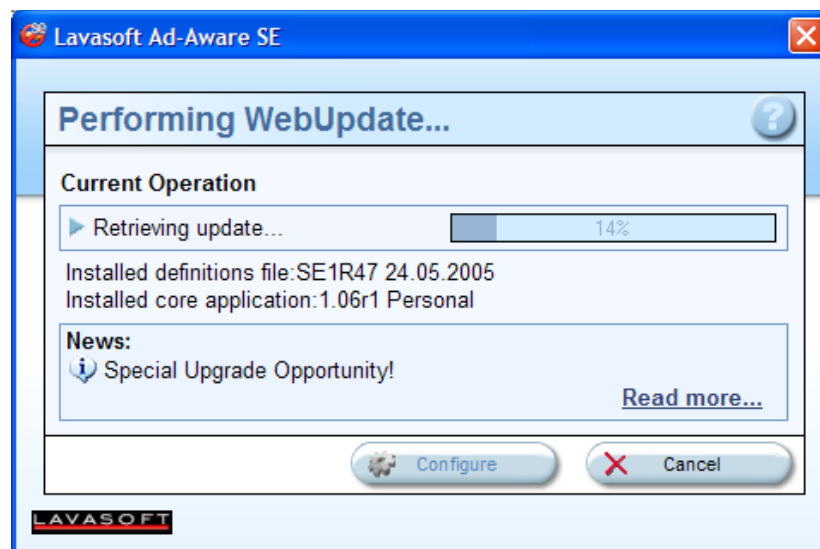 Lavasoft Ad-Aware SE
Performing WebUpdate...
?
Current Operation
Retrieving update...
14%
Installed definitions file:SE1R47 24.05.2005
Installed core application:1.06r1 Personal
News:
Special Upgrade Opportunity!
Read more...
Configure
Cancel
LAVASOFT